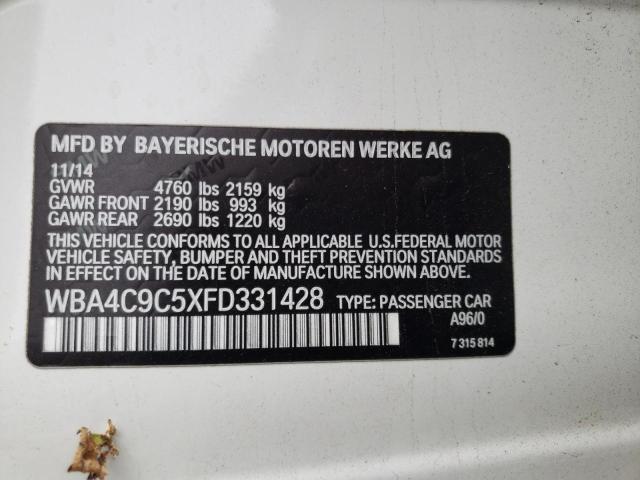 MFD BY BAYERISCHE MOTOREN WERKE AG
11/14
GVWR 4760 lbs 2159 kg
GAWR FRONT 2190 lbs 993 kg
GAWR REAR 2690 lbs 1220 kg
THIS VEHICLE CONFORMS TO ALL APPLICABLE U.S.FEDERAL MOTOR
VEHICLE SAFETY, BUMPER AND THEFT PREVENTION STANDARDS
IN EFFECT ON THE DATE OF MANUFACTURE SHOWN ABOVE.
WBA4C9C5XFD331428 TYPE: PASSENGER CAR
A96/0
7 315 814